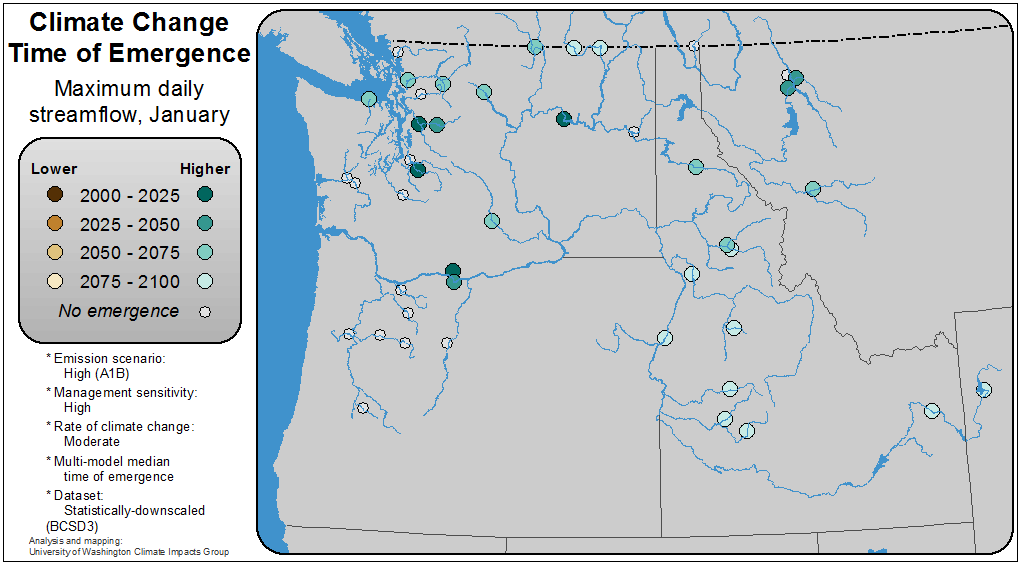 Climate Change
Time of Emergence
Maximum daily
streamflow, January
Lower Higher
2000 - 2025
2025 - 2050
2050 - 2075
2075 - 2100
No emergence
* Emission scenario:
High (A1B)
* Management sensitivity:
High
* Rate of climate change:
Moderate
* Multi-model median
time of emergence
* Dataset:
Statistically-downscaled
(BCSD3)
Analysis and mapping:
University of Washington Climate Impacts Group